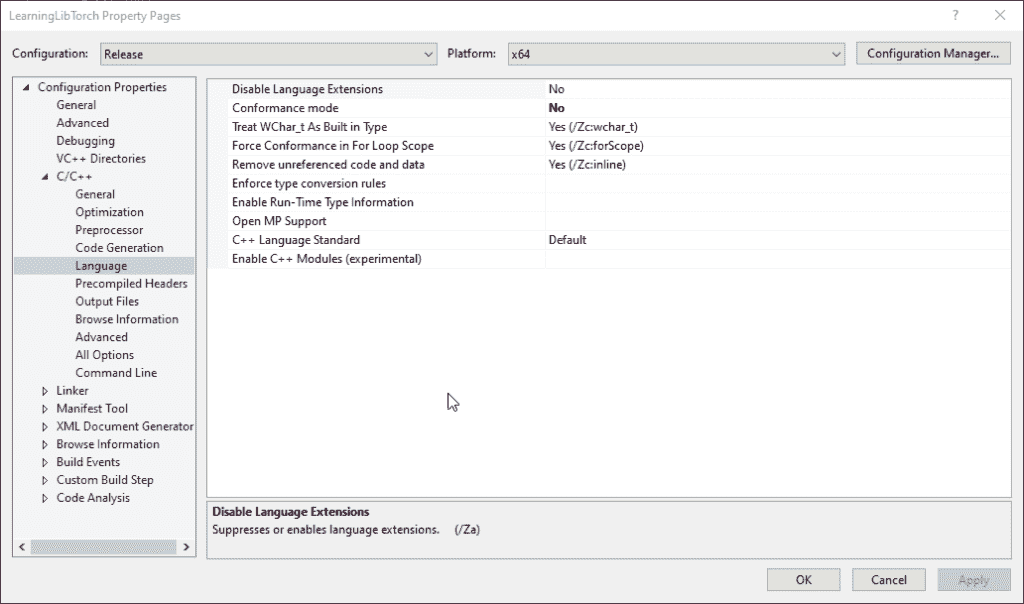 LearningLibTorch Property Pages
Configuration: Release Platform: x64 Configuration Manager...
Configuration Properties
General
Advanced
Debugging
VC++ Directories
C/C++
General
Optimization
Preprocessor
Code Generation
Language
Precompiled Headers
Output Files
Browse Information
Advanced
All Options
Command Line
Linker
Manifest Tool
XML Document Generator
Browse Information
Build Events
Custom Build Step
Code Analysis
Disable Language Extensions No
Conformance mode No
Treat WChar_t As Built in Type Yes (/Zc:wchar_t)
Force Conformance in For Loop Scope Yes (/Zc:forScope)
Remove unreferenced code and data Yes (/Zc:inline)
Enforce type conversion rules
Enable Run-Time Type Information
Open MP Support
C++ Language Standard Default
Enable C++ Modules (experimental)
Disable Language Extensions
Suppresses or enables language extensions. (/Za)
OK Cancel Apply